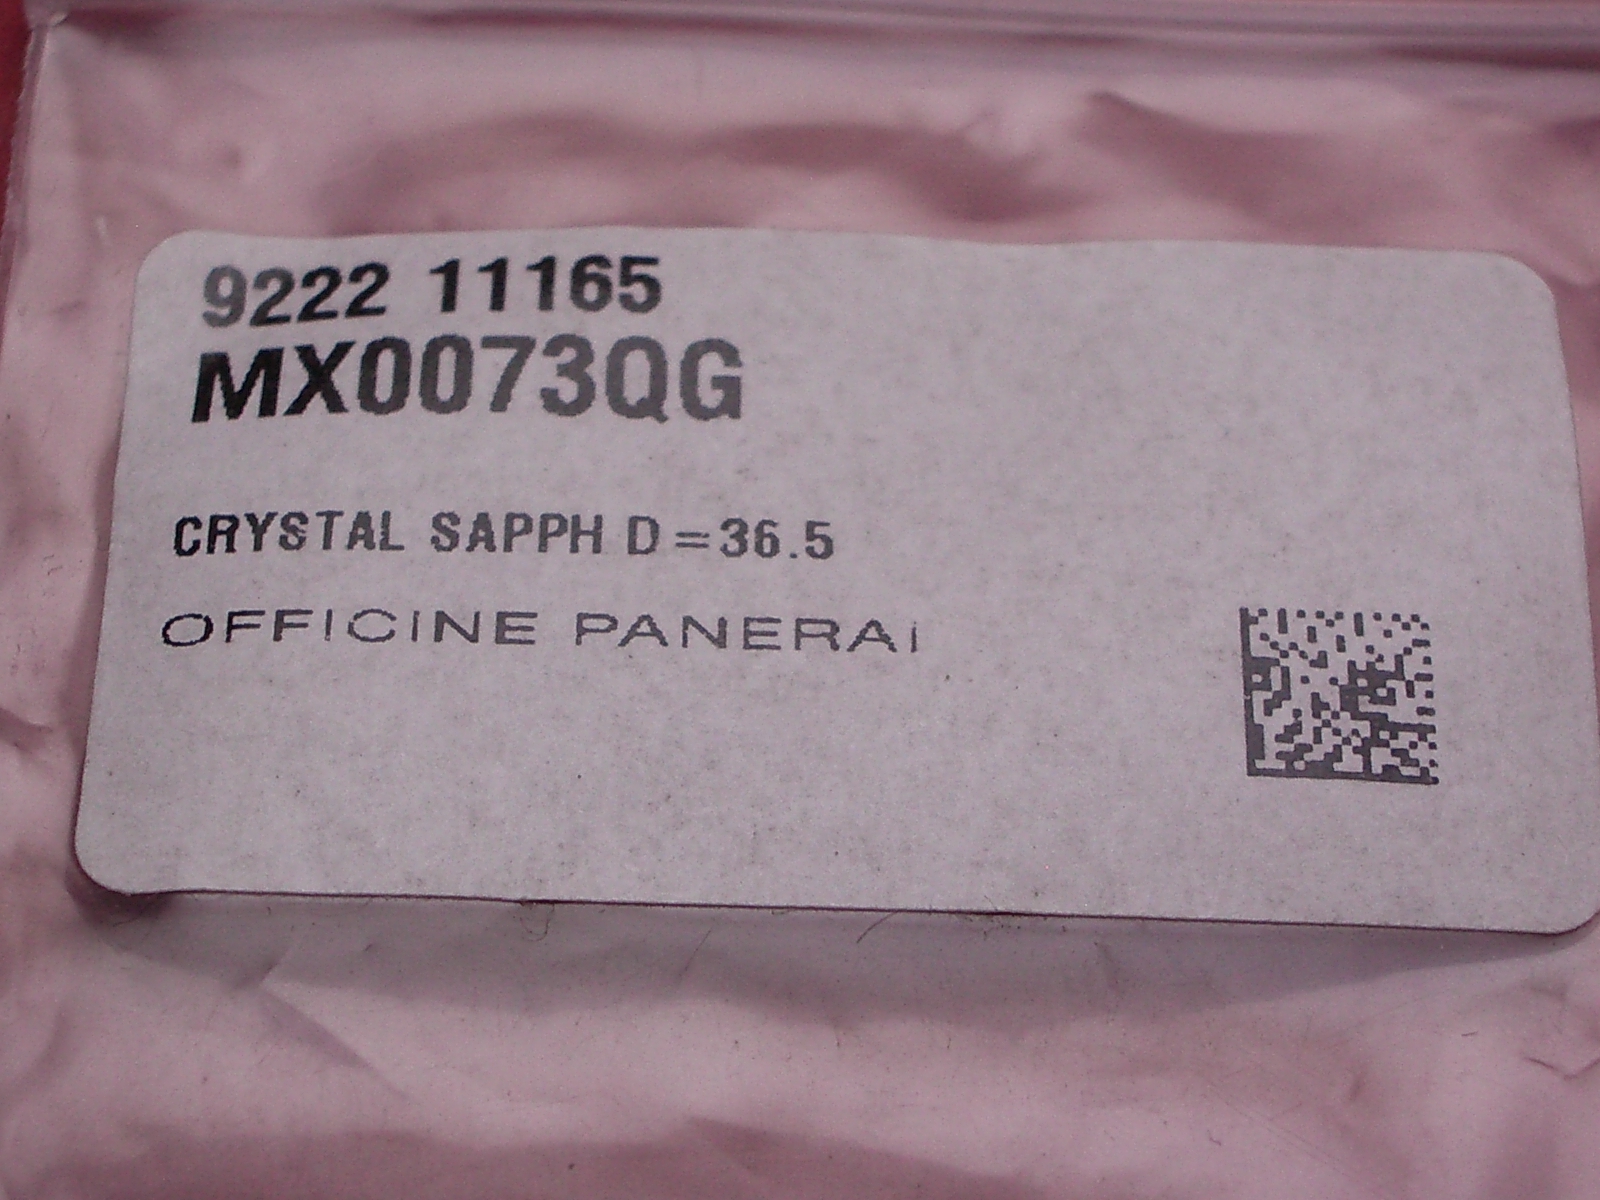 9222 11165
MX0073QG
CRYSTAL SAPPH D=36.5
OFFICINE PANERAI